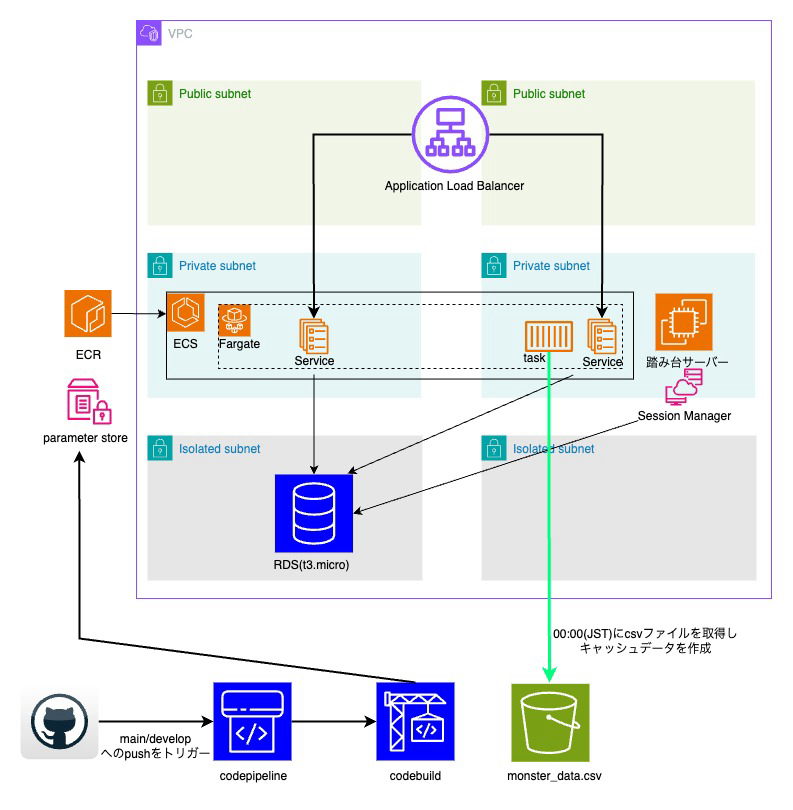 VPC
Public subnet
Public subnet
Application Load Balancer
Private subnet
Private subnet
ECR
ECS
Fargate
Service
task
Service
踏み台サーバー
Session Manager
parameter store
Isolated subnet
Isolated subnet
RDS(t3.micro)
00:00(JST)にcsvファイルを取得し
キャッシュデータを作成
main/develop
へのpushをトリガー
codepipeline
codebuild
monster_data.csv